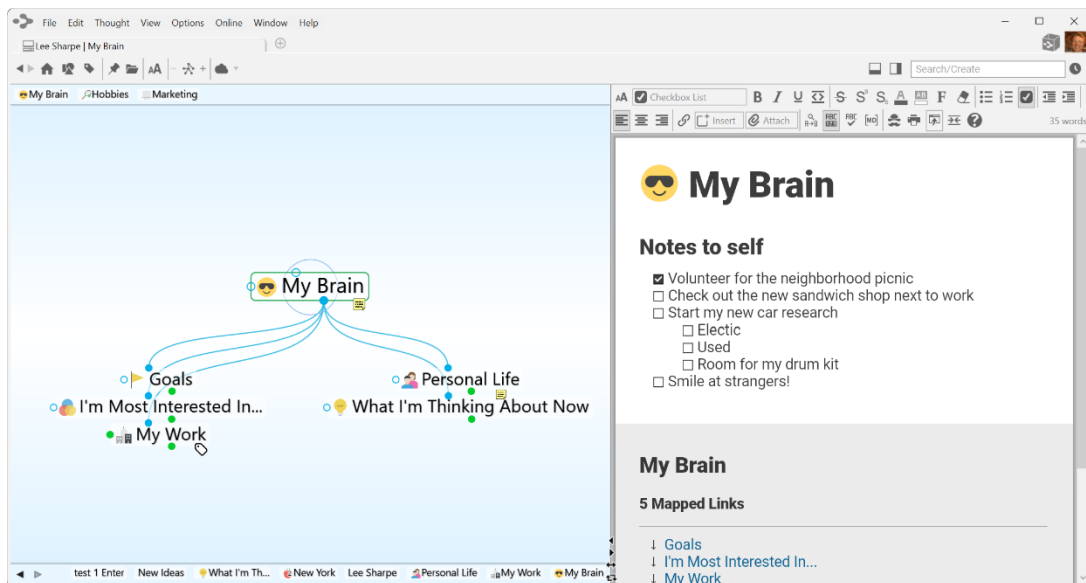 File Edit Thought View Options Online Window Help
Lee Sharpe | My Brain
Search/Create
My Brain Hobbies Marketing
Checkbox List
Insert Attach 35 words
My Brain
Notes to self
Volunteer for the neighborhood picnic
Check out the new sandwich shop next to work
Start my new car research
Electic
Used
Room for my drum kit
Smile at strangers!
My Brain
Goals
Personal Life
I'm Most Interested In...
What I'm Thinking About Now
My Work
My Brain
5 Mapped Links
↓ Goals
↓ I'm Most Interested In...
↓ My Work
test 1 Enter New Ideas What I'm Th... New York Lee Sharpe Personal Life My Work My Brain